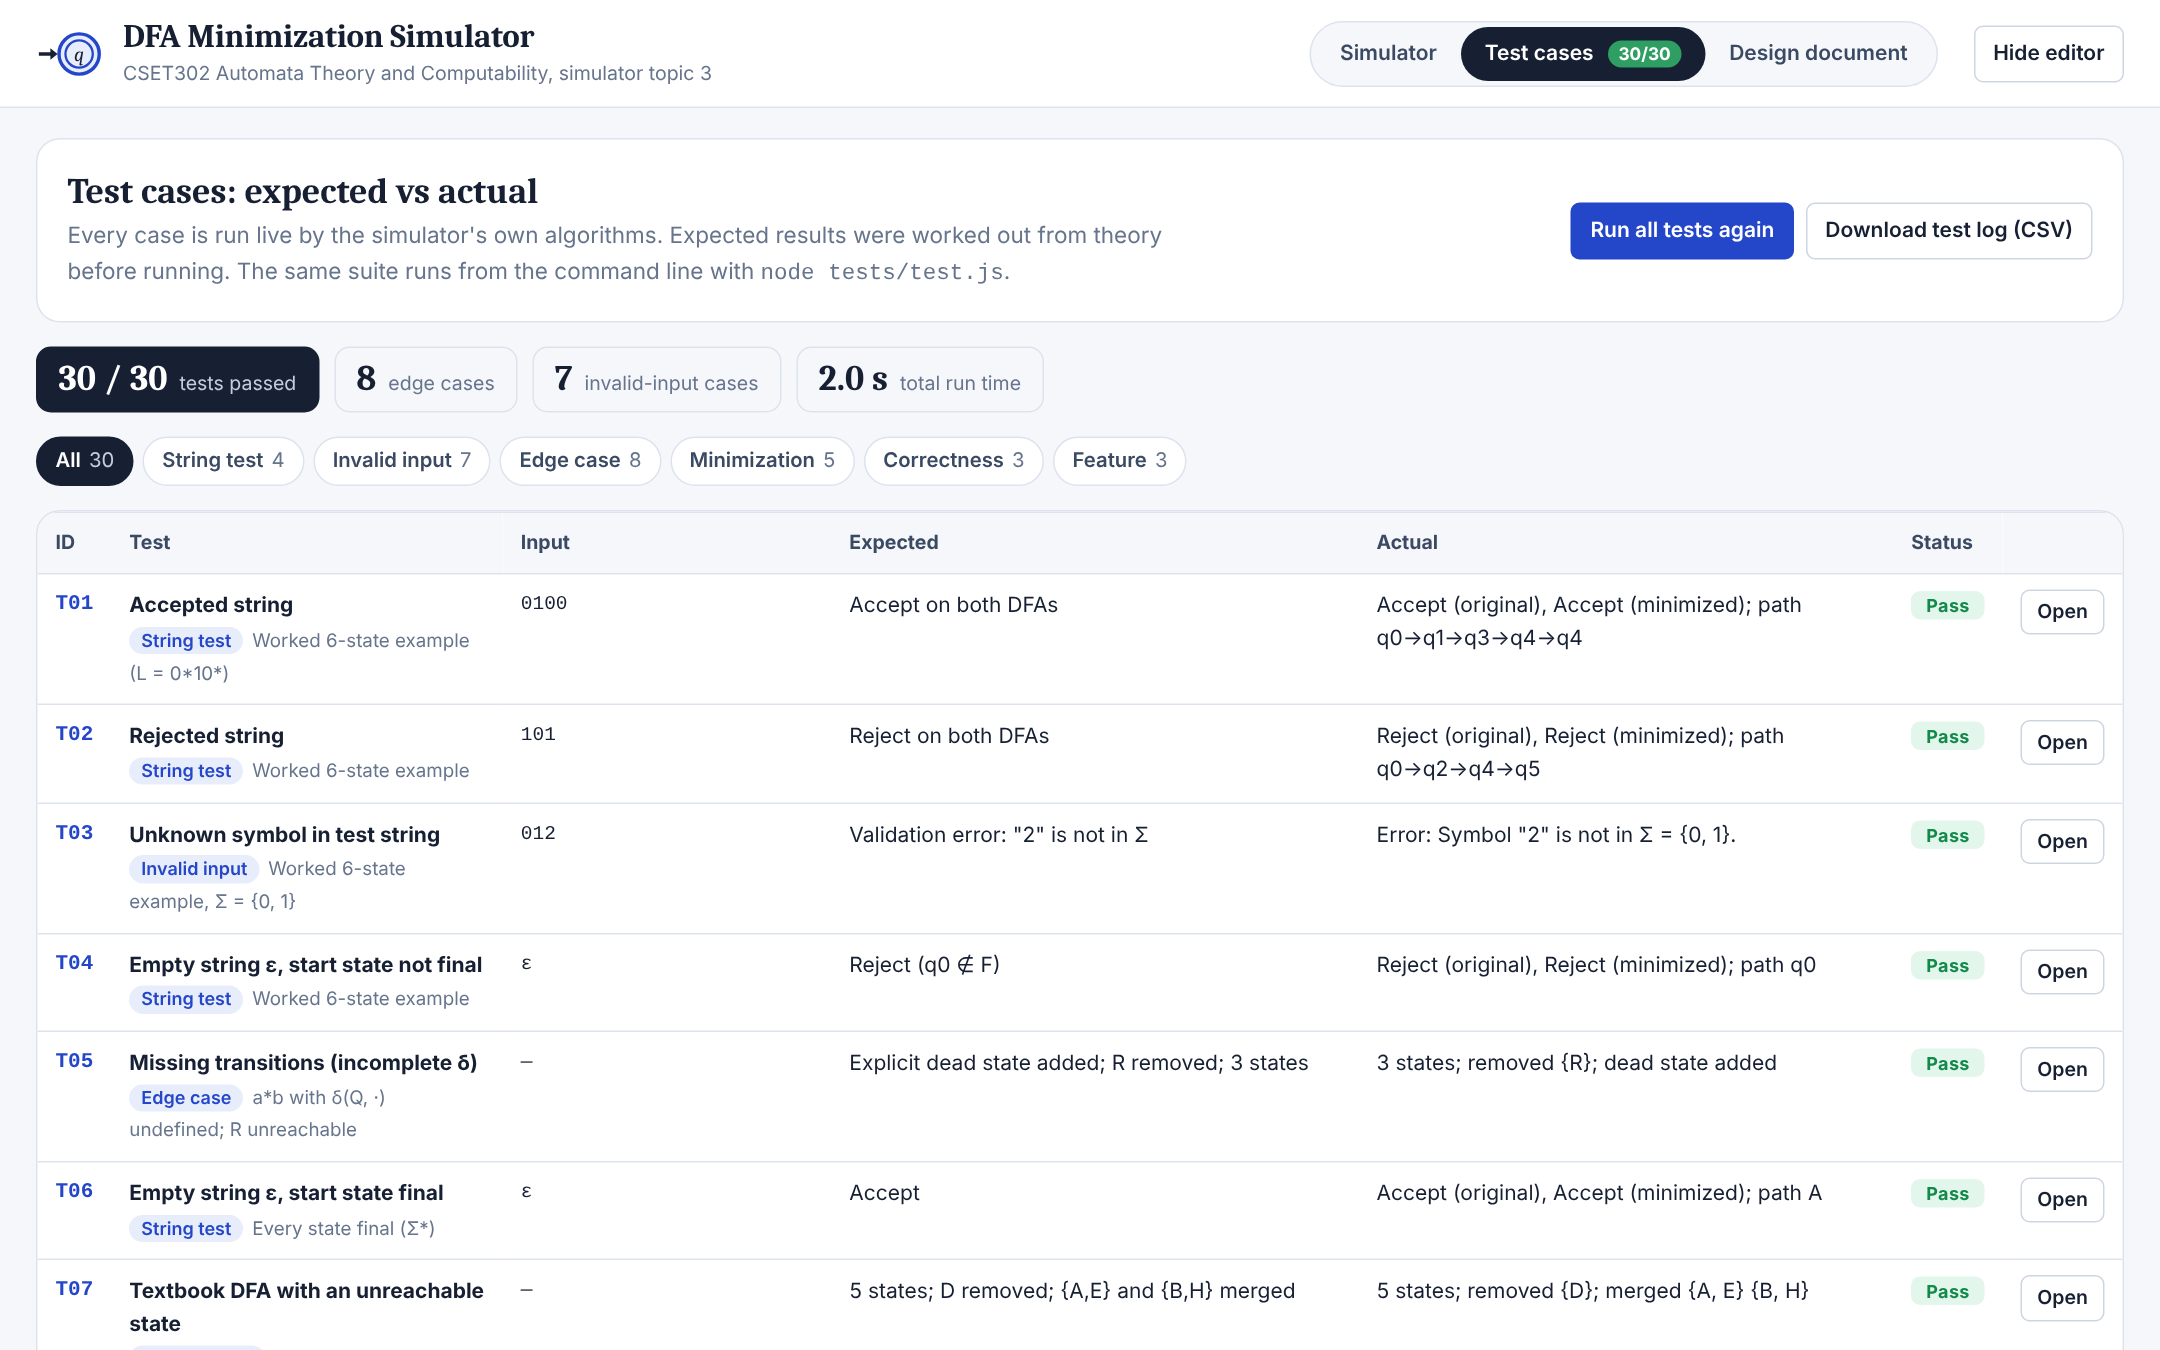 q
DFA Minimization Simulator
CSET302 Automata Theory and Computability, simulator topic 3
Simulator
Test cases 30/30
Design document
Hide editor
Test cases: expected vs actual
Every case is run live by the simulator's own algorithms. Expected results were worked out from theory
before running. The same suite runs from the command line with node tests/test.js.
Run all tests again
Download test log (CSV)
30 / 30 tests passed
8 edge cases
7 invalid-input cases
2.0 s total run time
All 30
String test 4
Invalid input 7
Edge case 8
Minimization 5
Correctness 3
Feature 3
ID Test Input Expected Actual Status
T01 Accepted string 0100 Accept on both DFAs Accept (original), Accept (minimized); path Pass Open
q0→q1→q3→q4→q4
String test Worked 6-state example
(L = 0*10*)
T02 Rejected string 101 Reject on both DFAs Reject (original), Reject (minimized); path Pass Open
q0→q2→q4→q5
String test Worked 6-state example
T03 Unknown symbol in test string 012 Validation error: "2" is not in Σ Error: Symbol "2" is not in Σ = {0, 1}. Pass Open
Invalid input Worked 6-state
example, Σ = {0, 1}
T04 Empty string ε, start state not final ε Reject (q0 ∉ F) Reject (original), Reject (minimized); path q0 Pass Open
String test Worked 6-state example
T05 Missing transitions (incomplete δ) — Explicit dead state added; R removed; 3 states 3 states; removed {R}; dead state added Pass Open
Edge case a*b with δ(Q, ·)
undefined; R unreachable
T06 Empty string ε, start state final ε Accept Accept (original), Accept (minimized); path A Pass Open
String test Every state final (Σ*)
T07 Textbook DFA with an unreachable — 5 states; D removed; {A,E} and {B,H} merged 5 states; removed {D}; merged {A, E} {B, H} Pass Open
state